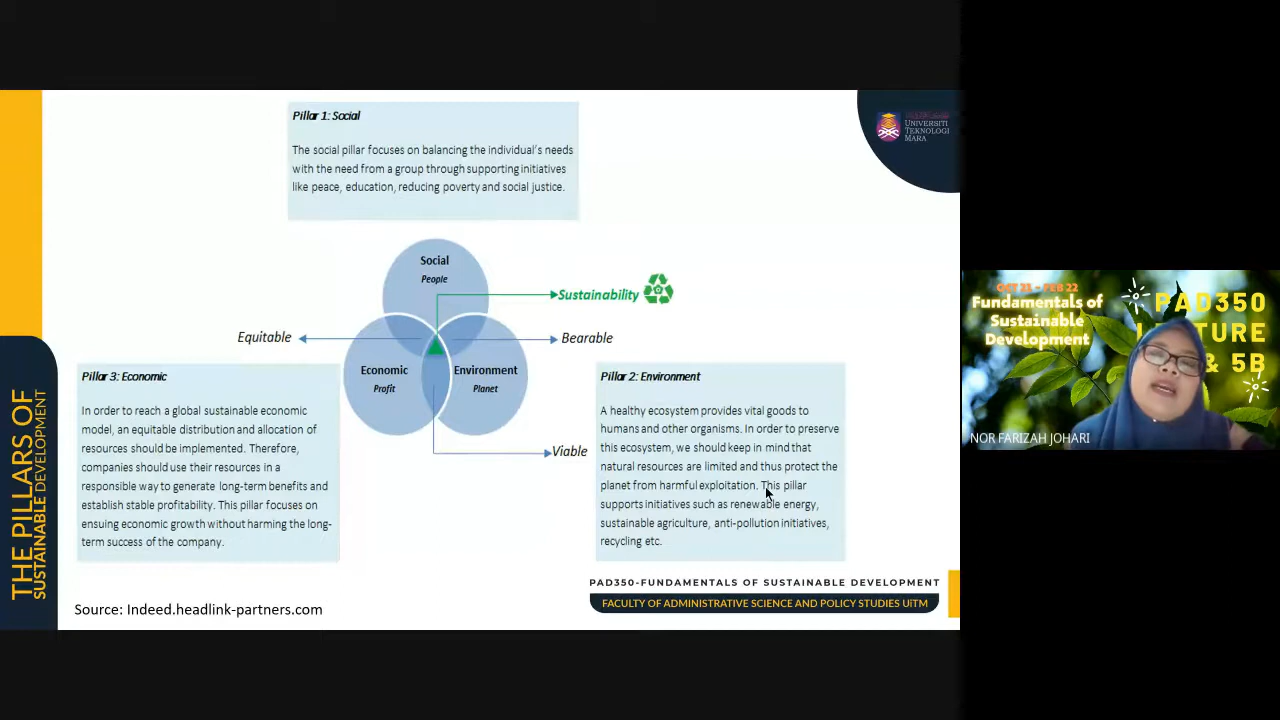 Pillar 1: Social
The social pillar focuses on balancing the individual's needs
with the need from a group through supporting initiatives
like peace, education, reducing poverty and social justice.
UNIVERSITI
TEKNOLOGI
MARA
Social
People
Sustainability
Equitable
Bearable
Economic
Profit
Environment
Planet
Viable
Pillar 3: Economic
In order to reach a global sustainable economic
model, an equitable distribution and allocation of
resources should be implemented. Therefore,
companies should use their resources in a
responsible way to generate long-term benefits and
establish stable profitability. This pillar focuses on
ensuring economic growth without harming the long-
term success of the company.
Pillar 2: Environment
A healthy ecosystem provides vital goods to
humans and other organisms. In order to preserve
this ecosystem, we should keep in mind that
natural resources are limited and thus protect the
planet from harmful exploitation. This pillar
supports initiatives such as renewable energy,
sustainable agriculture, anti-pollution initiatives,
recycling etc.
THE PILLARS OF
SUSTAINABLE DEVELOPMENT
Source: Indeed.headlink-partners.com
PAD350-FUNDAMENTALS OF SUSTAINABLE DEVELOPMENT
FACULTY OF ADMINISTRATIVE SCIENCE AND POLICY STUDIES UiTM
OCT 21 - FEB 22
Fundamentals of
Sustainable
Development
PAD350
& 5B
NOR FARIZAH JOHARI